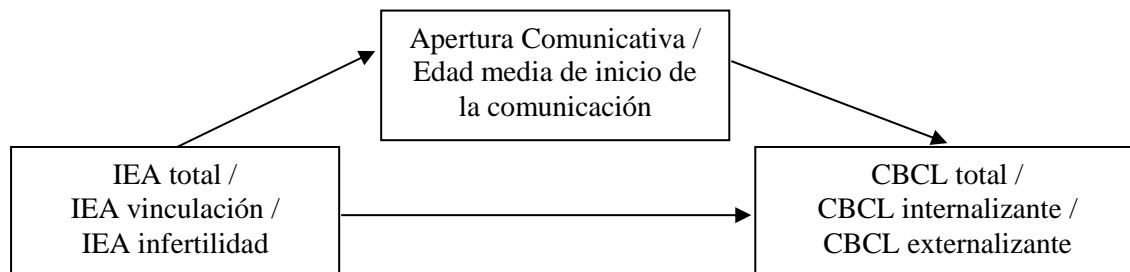 Apertura Comunicativa /
Edad media de inicio de
la comunicación
IEA total /
IEA vinculación /
IEA infertilidad
CBCL total /
CBCL internalizante /
CBCL externalizante